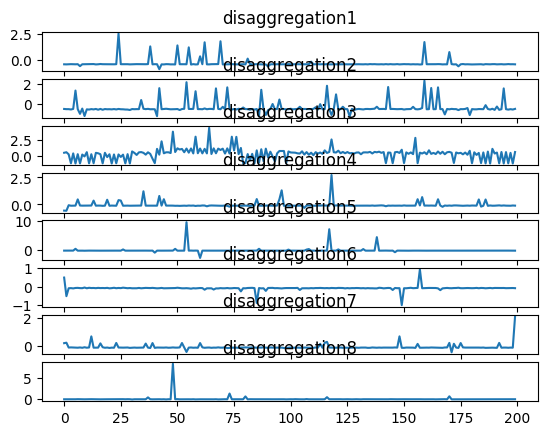 disaggregation1
2.5
0.0
disaggregation2
2
0
disaggregation3
2.5
0.0
disaggregation4
2.5
0.0
disaggregation5
10
0
disaggregation6
1
0
−1
disaggregation7
2
0
disaggregation8
5
0
0 25 50 75 100 125 150 175 200